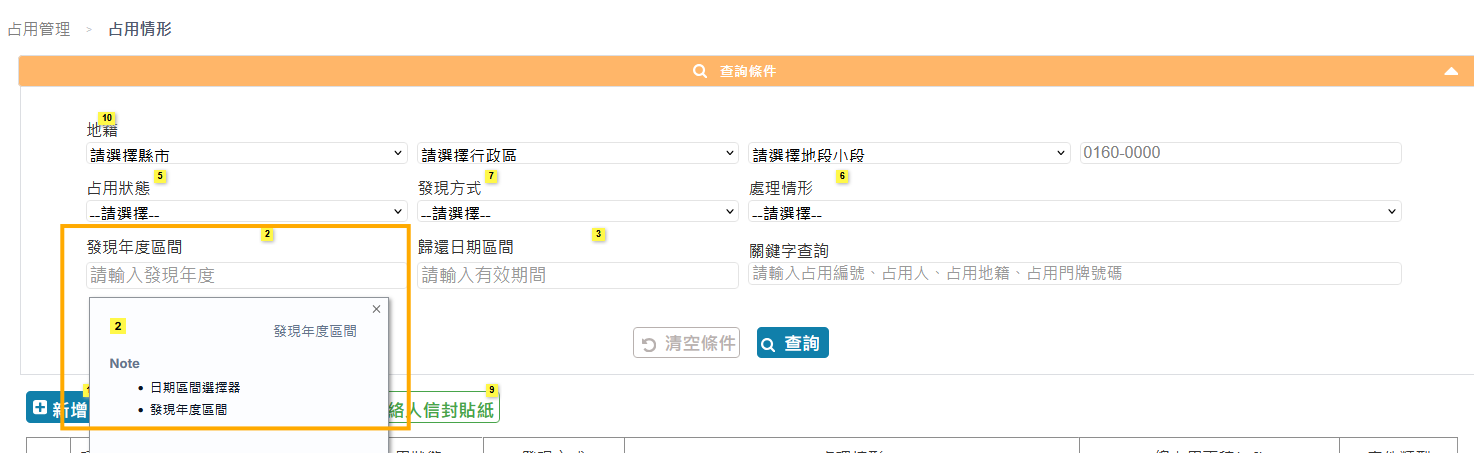 占用管理 > 占用情形
查詢條件
10
地籍
請選擇縣市 請選擇行政區 請選擇地段小段 0160-0000
占用狀態 5 發現方式 7 處理情形 6
--請選擇-- --請選擇-- --請選擇--
發現年度區間 2 歸還日期區間 3 關鍵字查詢
請輸入發現年度 請輸入有效期間 請輸入占用編號、占用人、占用地籍、占用門牌號碼
2 發現年度區間
清空條件 查詢
Note
日期區間選擇器
發現年度區間
新增 絡人信封貼紙 9